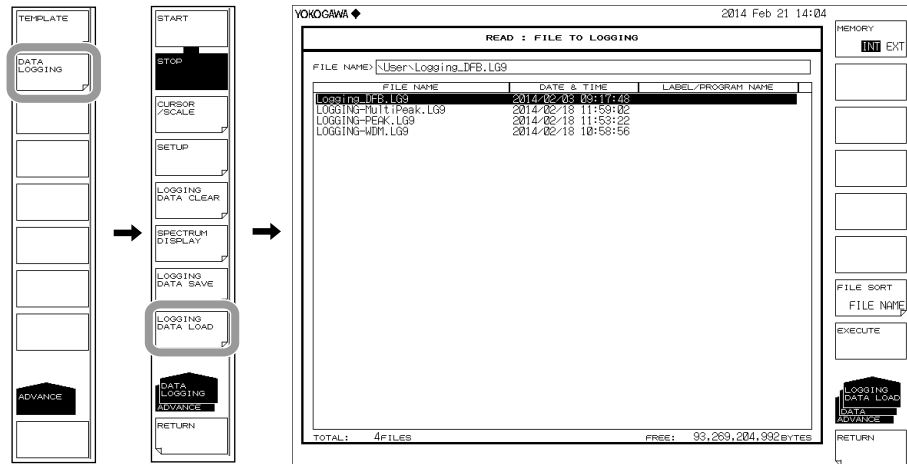 TEMPLATE
DATA
LOGGING
ADVANCE
START
STOP
CURSOR
/SCALE
SETUP
LOGGING
DATA CLEAR
SPECTRUM
DISPLAY
LOGGING
DATA SAVE
LOGGING
DATA LOAD
DATA
LOGGING
ADVANCE
RETURN
YOKOGAWA 2014 Feb 21 14:04
READ : FILE TO LOGGING
FILE NAME> \User\Logging_DFB.LG9
FILE NAME DATE & TIME LABEL/PROGRAM NAME
Logging_DFB.LG9 2014/02/03 09:17:48
LOGGING-MultiPeak.LG9 2014/02/18 11:59:02
LOGGING-PEAK.LG9 2014/02/18 11:53:22
LOGGING-WDM.LG9 2014/02/18 10:58:56
TOTAL: 4FILES FREE: 93,269,204,992BYTES
MEMORY
INT EXT
FILE SORT
FILE NAME
EXECUTE
LOGGING
DATA LOAD
DATA
ADVANCE
RETURN